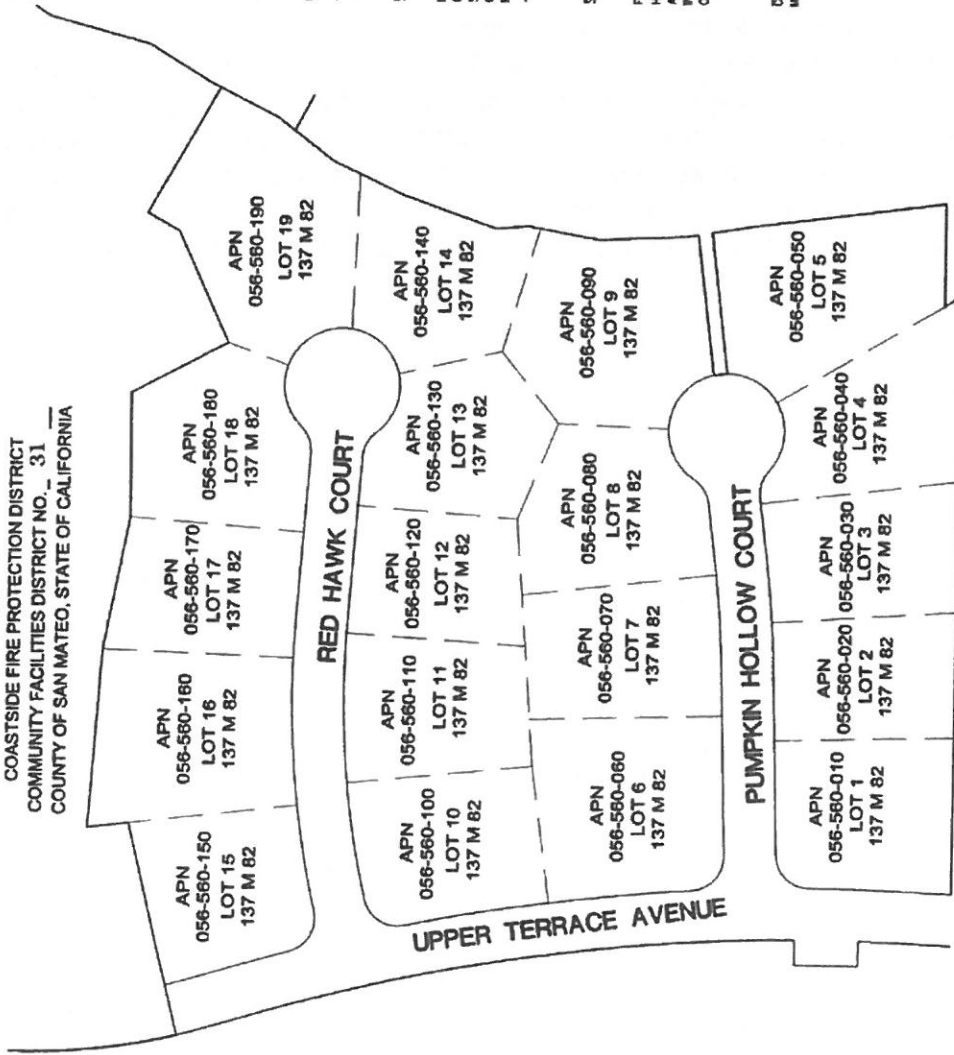 COASTSIDE FIRE PROTECTION DISTRICT
COMMUNITY FACILITIES DISTRICT NO. 31
COUNTY OF SAN MATEO, STATE OF CALIFORNIA
APN
056-560-190
LOT 19
137 M 82
APN
056-560-180
LOT 18
137 M 82
APN
056-560-170
LOT 17
137 M 82
APN
056-560-160
LOT 16
137 M 82
APN
056-560-150
LOT 15
137 M 82
RED HAWK COURT
APN
056-560-140
LOT 14
137 M 82
APN
056-560-130
LOT 13
137 M 82
APN
056-560-120
LOT 12
137 M 82
APN
056-560-110
LOT 11
137 M 82
APN
056-560-100
LOT 10
137 M 82
APN
056-560-090
LOT 9
137 M 82
APN
056-560-080
LOT 8
137 M 82
APN
056-560-070
LOT 7
137 M 82
APN
056-560-060
LOT 6
137 M 82
UPPER TERRACE AVENUE
PUMPKIN HOLLOW COURT
APN
056-560-050
LOT 5
137 M 82
APN
056-560-040
LOT 4
137 M 82
APN
056-560-030
LOT 3
137 M 82
APN
056-560-020
LOT 2
137 M 82
APN
056-560-010
LOT 1
137 M 82